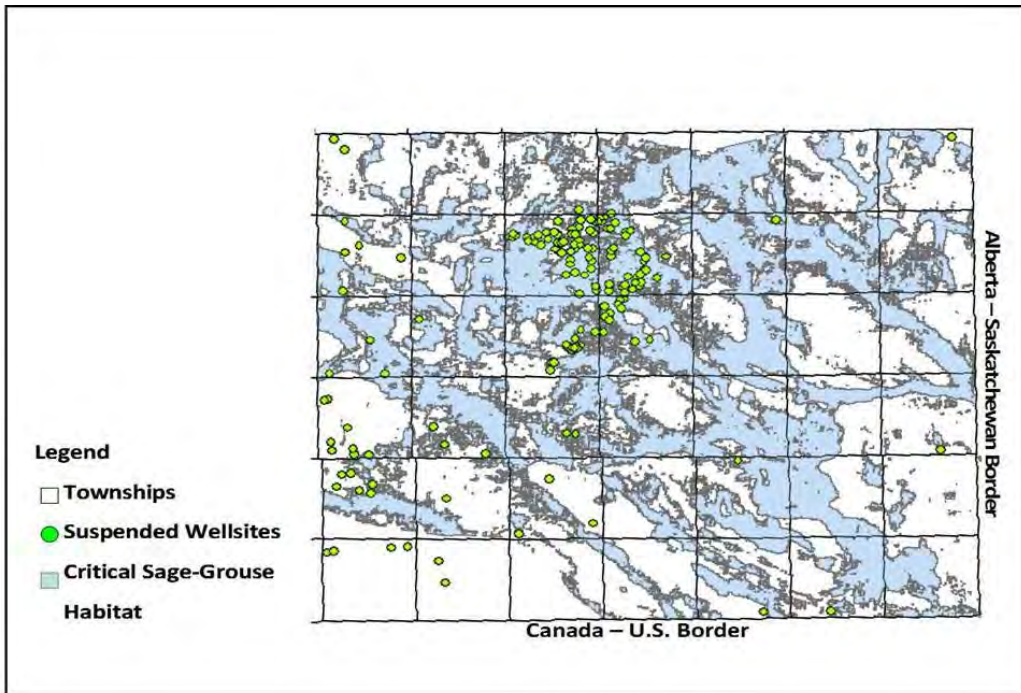 Alberta – Saskatchewan Border
Legend
Townships
Suspended Wellsites
Critical Sage-Grouse
Habitat
Canada – U.S. Border